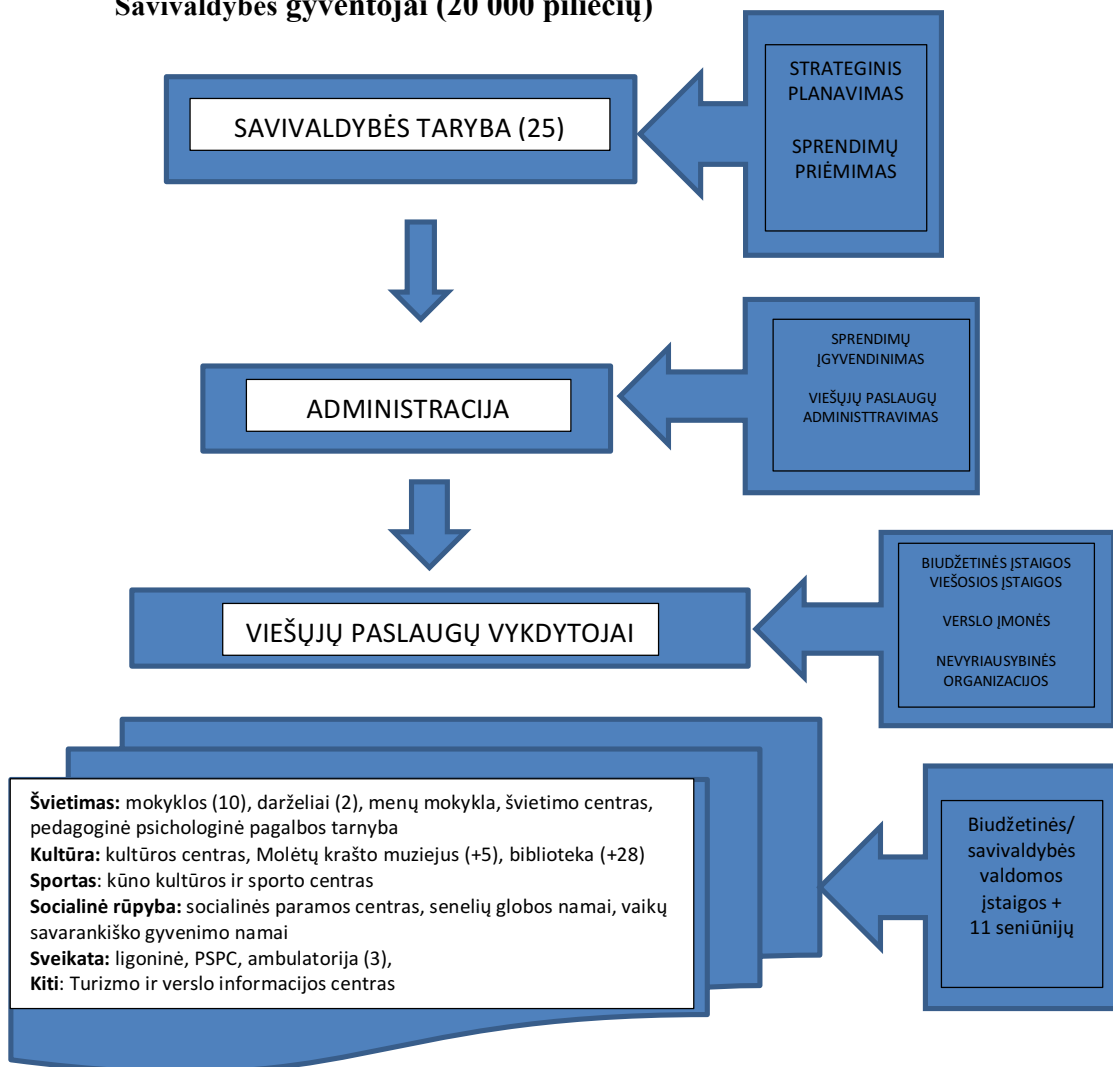 Savivaldybės gyventojai (20 000 piliečių)
STRATEGINIS
PLANAVIMAS
SPRENDIMŲ
PRIĖMIMAS
SAVIVALDYBĖS TARYBA (25)
SPRENDIMŲ
ĮGYVENDINIMAS
VIEŠŲJŲ PASLAUGŲ
ADMINISTTRAVIMAS
ADMINISTRACIJA
BIUDŽETINĖS ĮSTAIGOS
VIEŠOSIOS ĮSTAIGOS
VERSLO ĮMONĖS
NEVYRIAUSYBINĖS
ORGANIZACIJOS
VIEŠŲJŲ PASLAUGŲ VYKDYTOJAI
Švietimas: mokyklos (10), darželiai (2), menų mokykla, švietimo centras,
pedagoginė psichologinė pagalbos tarnyba
Kultūra: kultūros centras, Molėtų krašto muziejus (+5), biblioteka (+28)
Sportas: kūno kultūros ir sporto centras
Socialinė rūpyba: socialinės paramos centras, senelių globos namai, vaikų
savarankiško gyvenimo namai
Sveikata: ligoninė, PSPC, ambulatorija (3),
Kiti: Turizmo ir verslo informacijos centras
Biudžetinės/
savivaldybės
valdomos
įstaigos +
11 seniūnijų